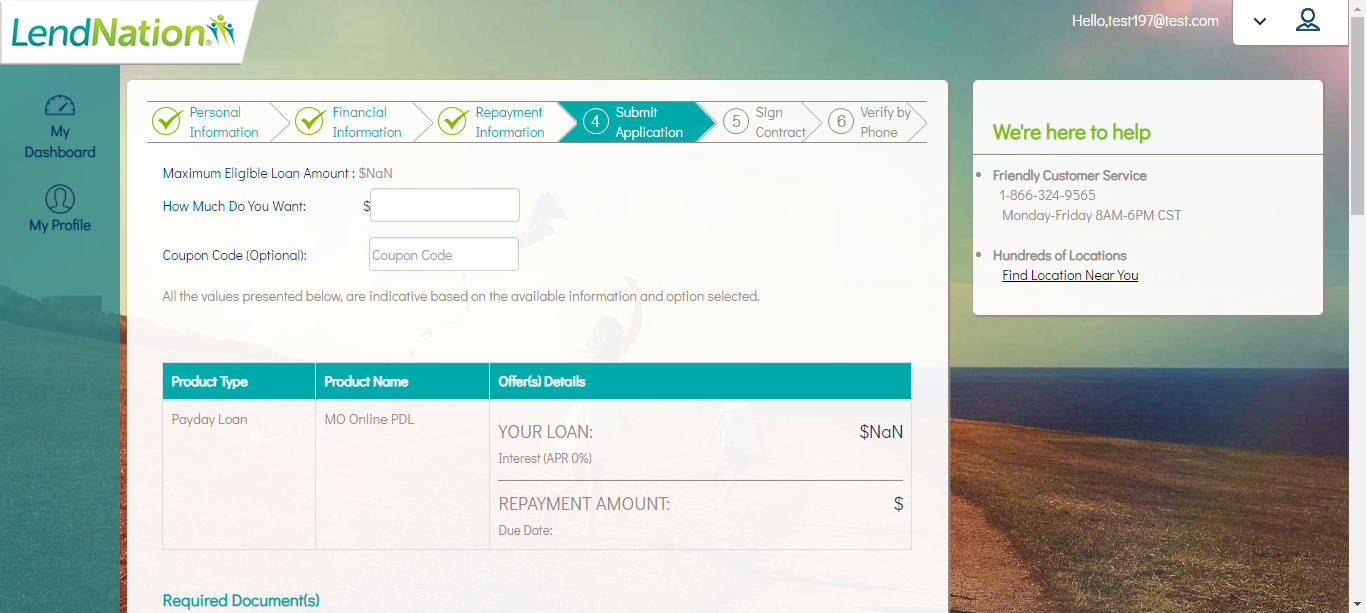 LendNation
Hello,test197@test.com
My
Dashboard
My Profile
Personal
Information
Financial
Information
Repayment
Information
4
Submit
Application
5
Sign
Contract
6
Verify by
Phone
Maximum Eligible Loan Amount : $NaN
How Much Do You Want: $
Coupon Code (Optional): Coupon Code
All the values presented below, are indicative based on the available information and option selected.
Product Type Product Name Offer(s) Details
Payday Loan MO Online PDL
YOUR LOAN: $NaN
Interest (APR 0%)
REPAYMENT AMOUNT: $
Due Date:
Required Document(s)
We're here to help
Friendly Customer Service
1-866-324-9565
Monday-Friday 8AM-6PM CST
Hundreds of Locations
Find Location Near You